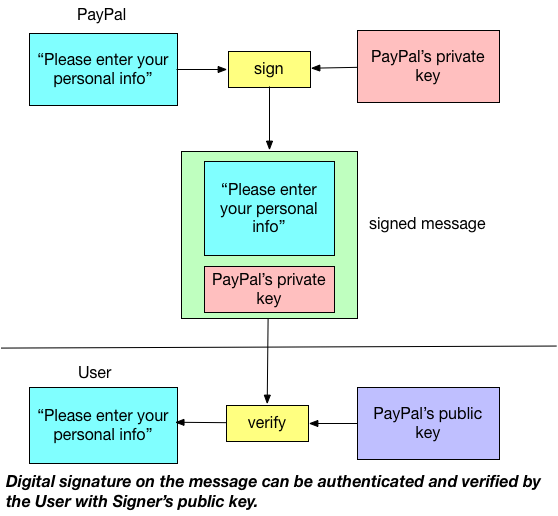 PayPal
“Please enter your
personal info”
sign
PayPal’s private
key
“Please enter
your personal
info”
signed message
PayPal’s private
key
User
“Please enter your
personal info”
verify
PayPal’s public
key
Digital signature on the message can be authenticated and verified by
the User with Signer’s public key.